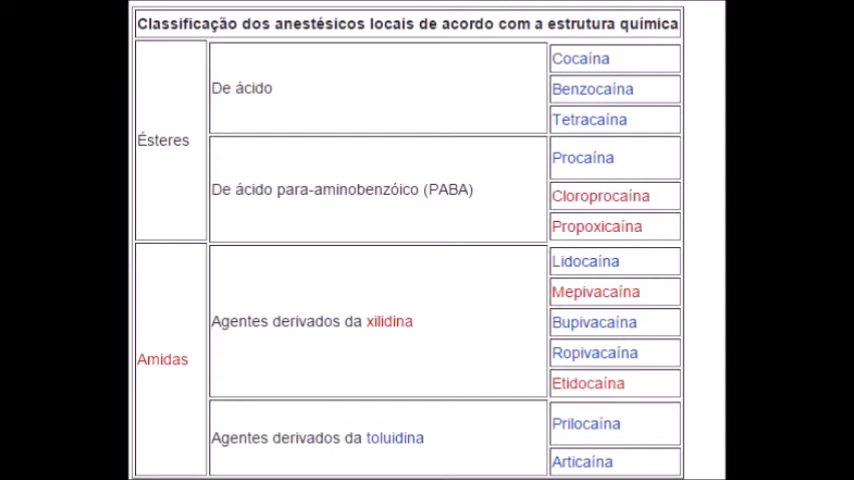 Classificação dos anestésicos locais de acordo com a estrutura química
Ésteres
De ácido
Cocaína
Benzocaína
Tetracaína
De ácido para-aminobenzóico (PABA)
Procaína
Cloroprocaína
Propoxicaína
Amidas
Agentes derivados da xilidina
Lidocaína
Mepivacaína
Bupivacaína
Ropivacaína
Etidocaína
Agentes derivados da toluidina
Prilocaína
Articaína